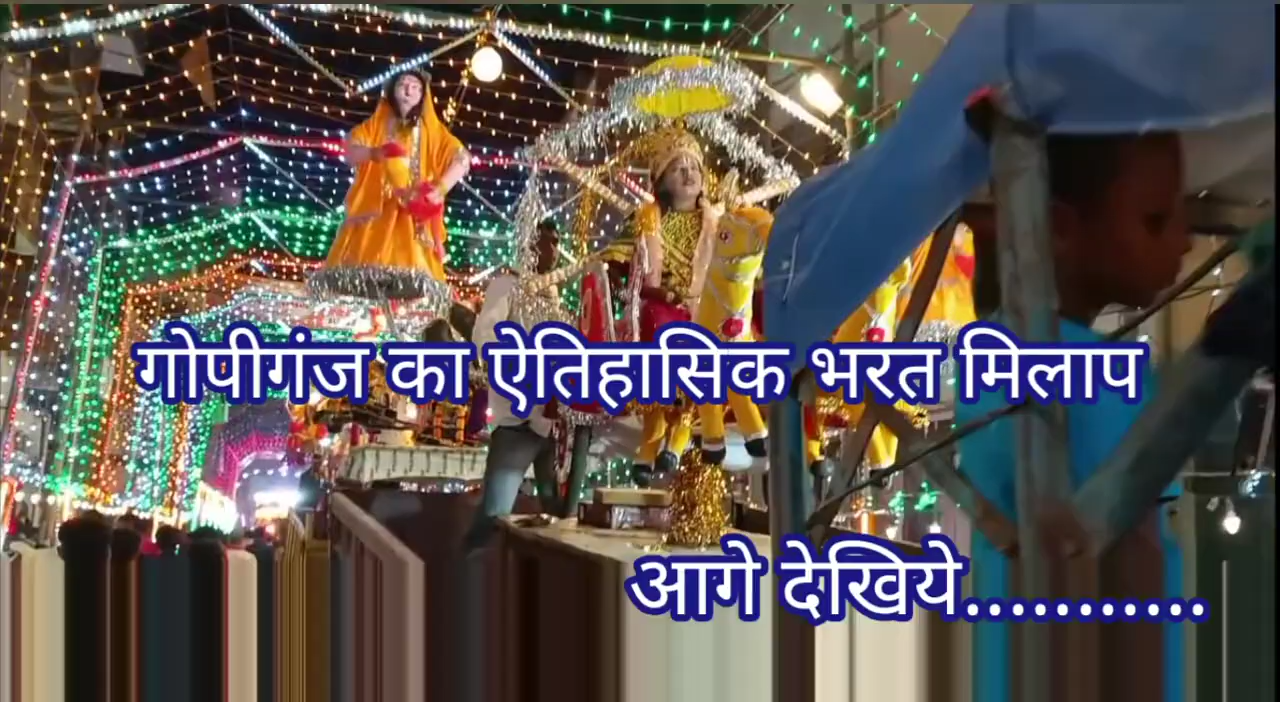 गोपीगंज का ऐतिहासिक भरत मिलाप
आगे देखिये...........